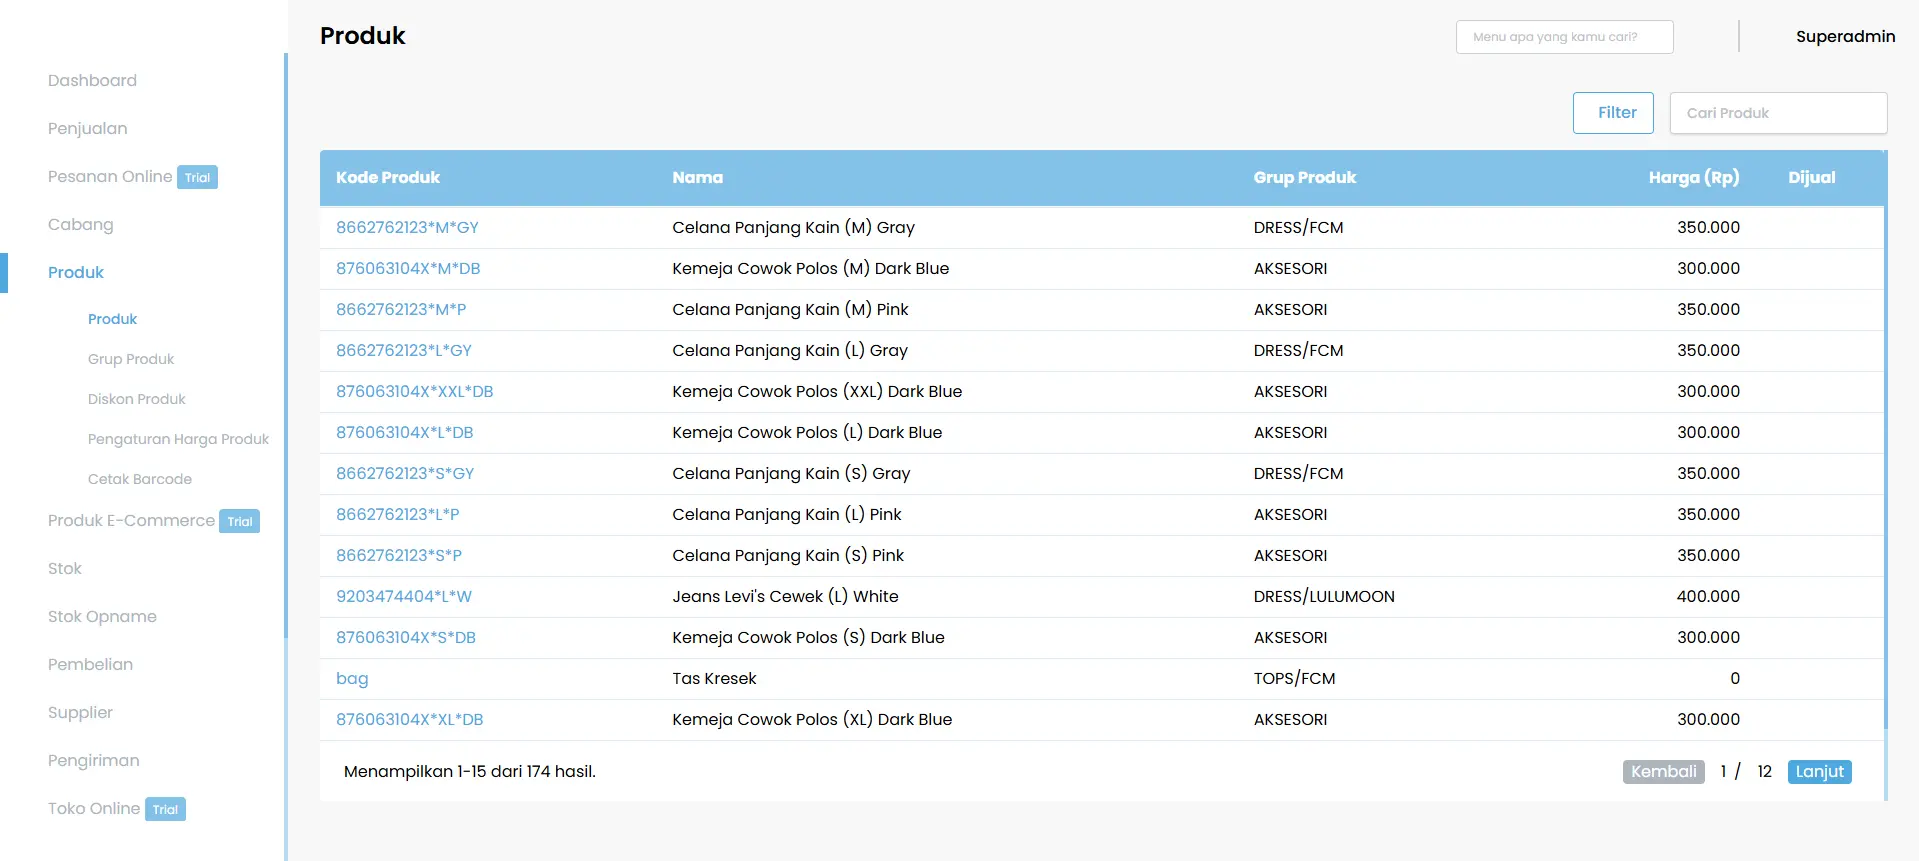 Produk
Menu apa yang kamu cari?
Superadmin
Dashboard
Penjualan
Pesanan Online Trial
Cabang
Produk
Produk
Grup Produk
Diskon Produk
Pengaturan Harga Produk
Cetak Barcode
Produk E-Commerce Trial
Stok
Stok Opname
Pembelian
Supplier
Pengiriman
Toko Online Trial
Filter
Cari Produk
Kode Produk Nama Grup Produk Harga (Rp) Dijual
8662762123*M*GY Celana Panjang Kain (M) Gray DRESS/FCM 350.000
876063104X*M*DB Kemeja Cowok Polos (M) Dark Blue AKSESORI 300.000
8662762123*M*P Celana Panjang Kain (M) Pink AKSESORI 350.000
8662762123*L*GY Celana Panjang Kain (L) Gray DRESS/FCM 350.000
876063104X*XXL*DB Kemeja Cowok Polos (XXL) Dark Blue AKSESORI 300.000
876063104X*L*DB Kemeja Cowok Polos (L) Dark Blue AKSESORI 300.000
8662762123*S*GY Celana Panjang Kain (S) Gray DRESS/FCM 350.000
8662762123*L*P Celana Panjang Kain (L) Pink AKSESORI 350.000
8662762123*S*P Celana Panjang Kain (S) Pink AKSESORI 350.000
9203474404*L*W Jeans Levi's Cewek (L) White DRESS/LULUMOON 400.000
876063104X*S*DB Kemeja Cowok Polos (S) Dark Blue AKSESORI 300.000
bag Tas Kresek TOPS/FCM 0
876063104X*XL*DB Kemeja Cowok Polos (XL) Dark Blue AKSESORI 300.000
Menampilkan 1-15 dari 174 hasil.
Kembali 1 / 12 Lanjut